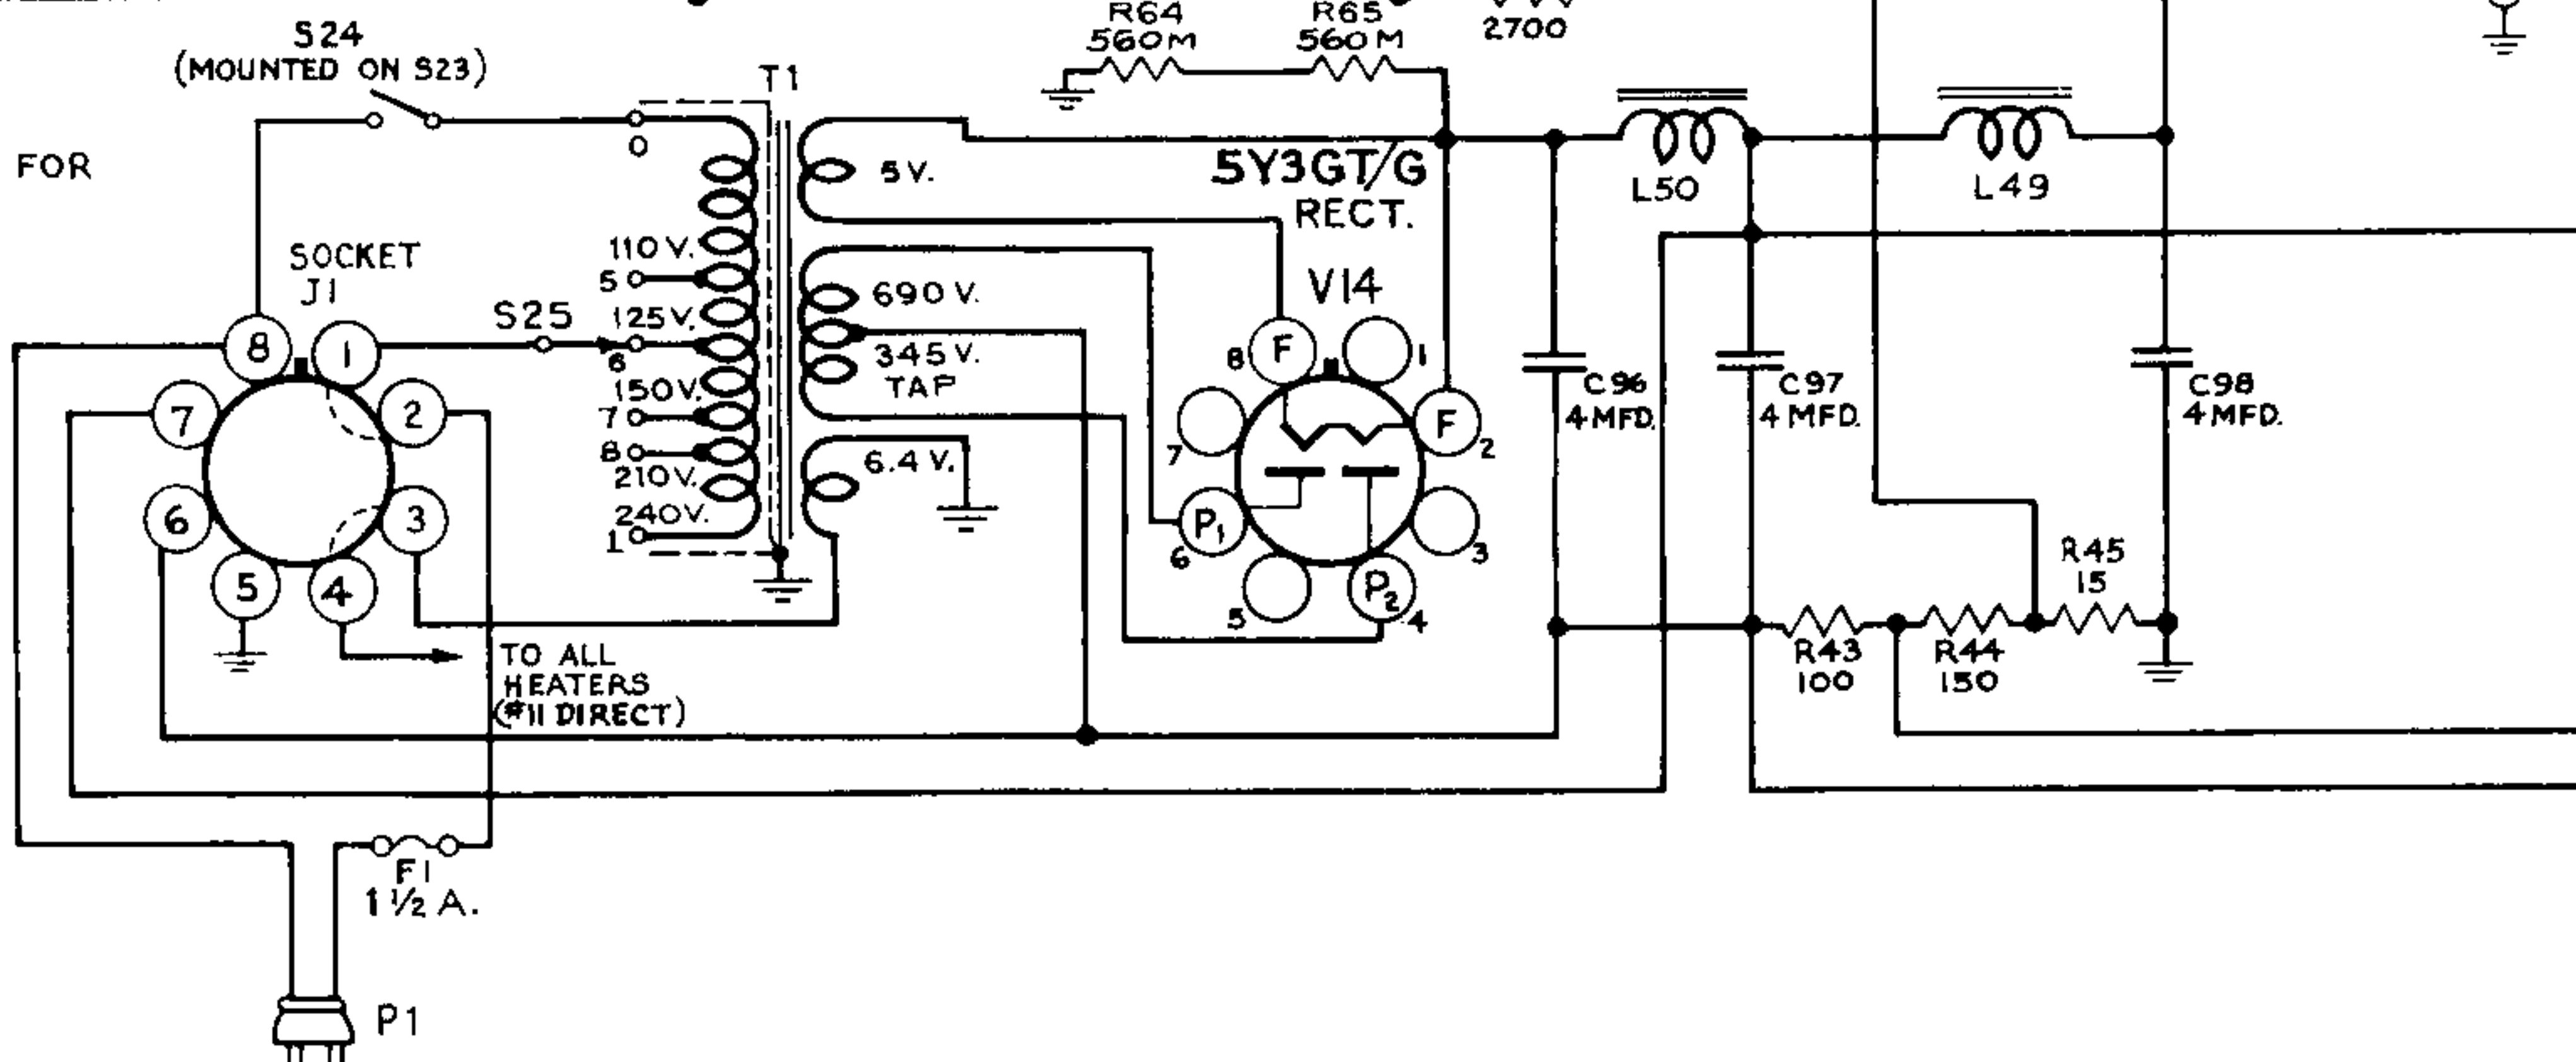 R64
560M
R65
560M
2700
S24
(MOUNTED ON S23)
T1
FOR
0
5V.
5Y3GT/G
RECT.
L50
L49
SOCKET
J1
110V.
5
S25
125V.
6
150V.
7
8
210V.
240V.
1
690V.
345V.
TAP
6.4V.
V14
8
F
1
F
2
7
P1
6
3
5
P2
4
8
1
7
2
6
3
5
4
C96
4MFD.
C97
4MFD.
C98
4MFD.
R43
100
R44
150
R45
15
TO ALL
HEATERS
(#11 DIRECT)
F1
1 1/2 A.
P1